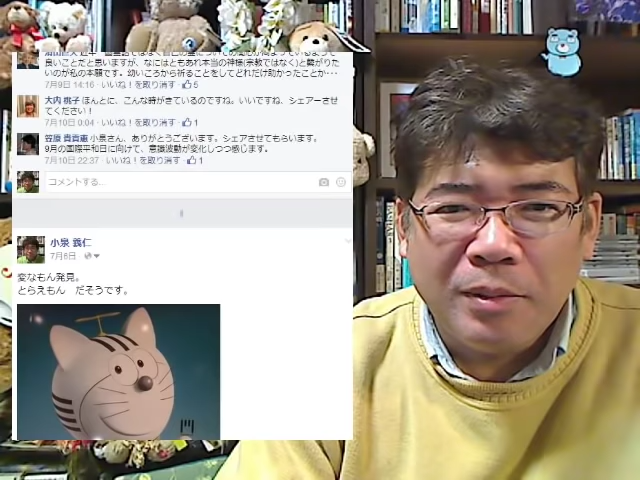 良いことだと思いますが、なにはともあれ本当の神様(宗教ではなく)と繋がりた
いのが私の本願です。幼いころから祈ることをしてどれだけ助かったことか・・・
7月9日 14:16・いいね！を取り消す・5
大内 桃子 ほんとに、こんな時がきているのですね。いいですね、シェアーさせ
てください！
7月10日 0:04・いいね！を取り消す・1
小泉さん、ありがとうございます。シェアさせてもらいます。
9月の国際平和日に向けて、意識波動が変化しつつ感じます。
7月10日 22:37・いいね！を取り消す・1
コメントする...
小泉 義仁
7月6日・
変なもん発見。
とらえもん　だそうです。